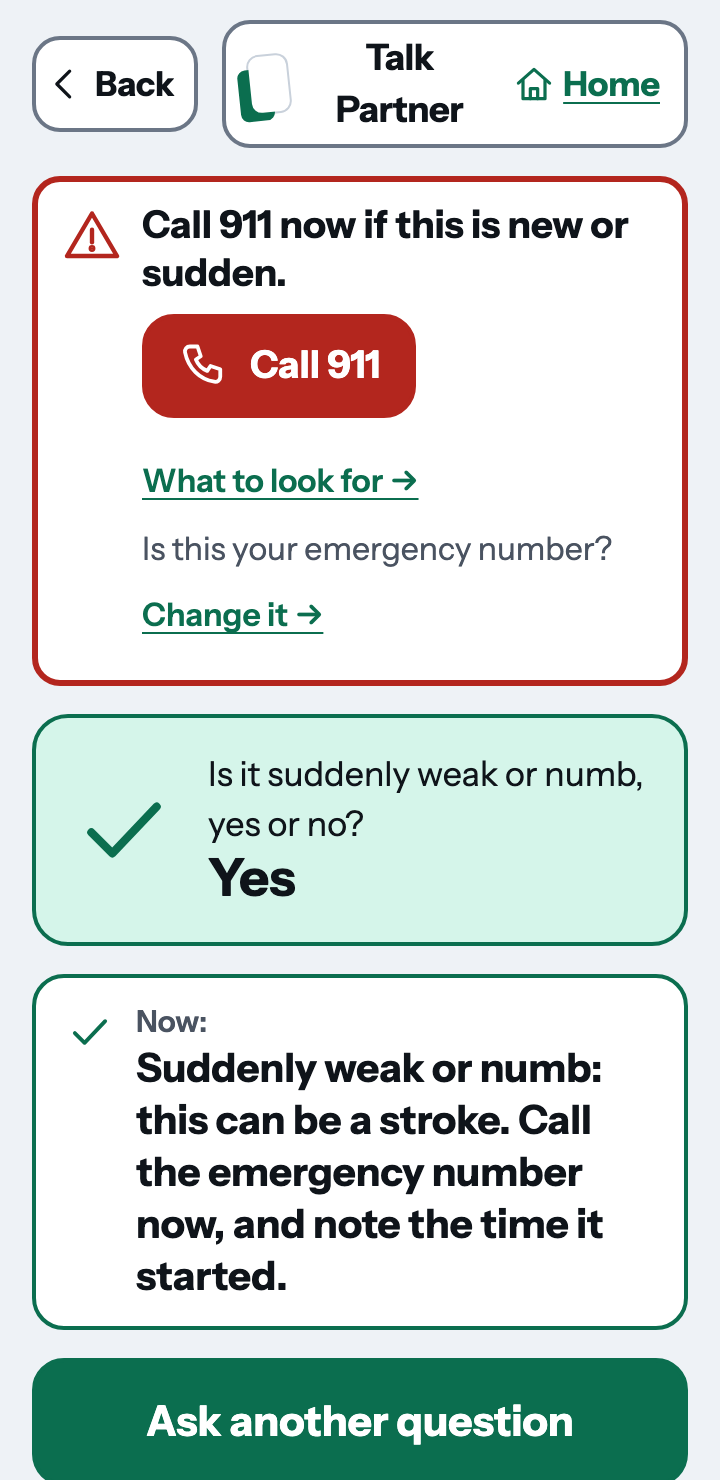 Back
Talk
Partner
Home
Call 911 now if this is new or
sudden.
Call 911
What to look for →
Is this your emergency number?
Change it →
Is it suddenly weak or numb,
yes or no?
Yes
Now:
Suddenly weak or numb:
this can be a stroke. Call
the emergency number
now, and note the time it
started.
Ask another question